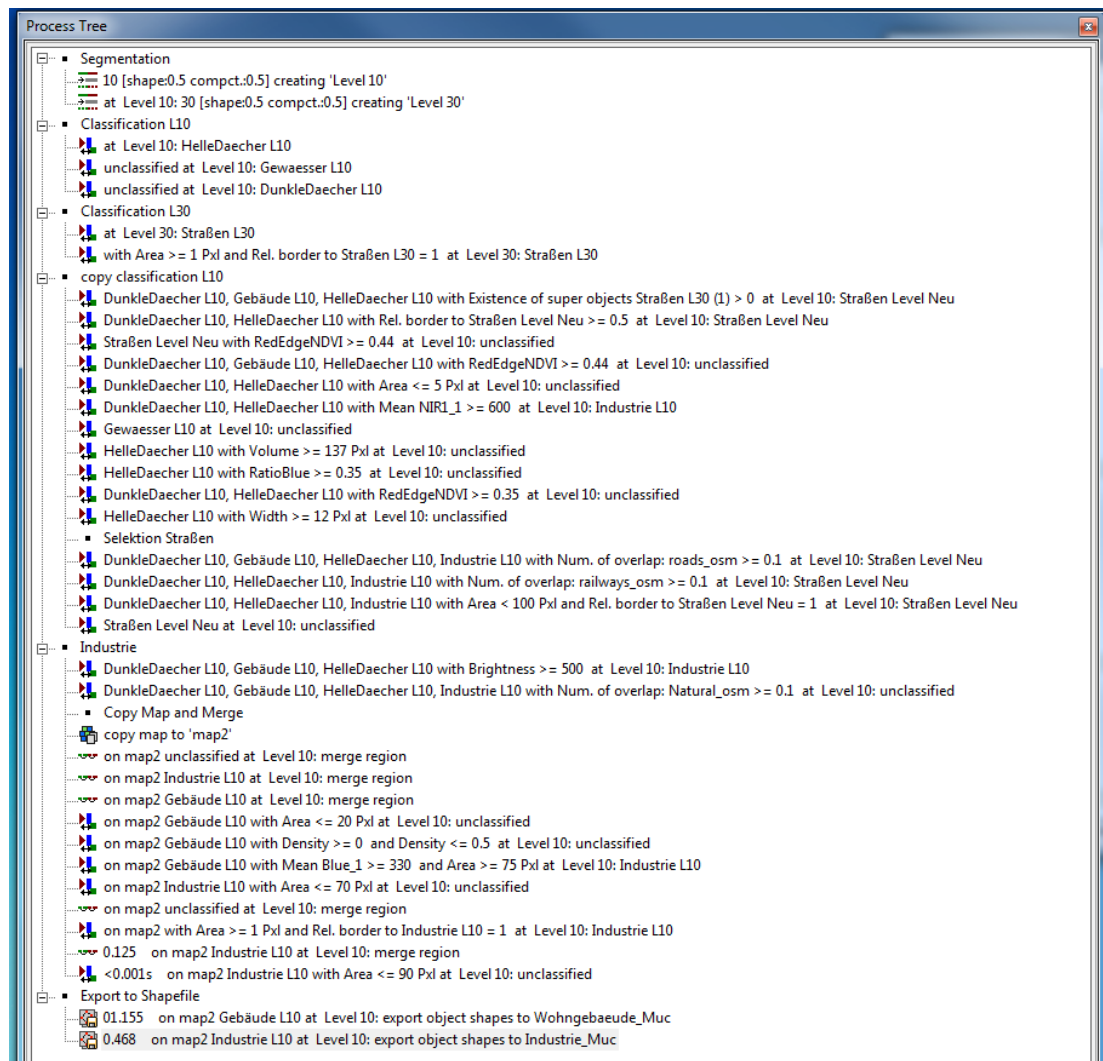 Process Tree
Segmentation
10 [shape:0.5 compct.:0.5] creating 'Level 10'
at Level 10: 30 [shape:0.5 compct.:0.5] creating 'Level 30'
Classification L10
at Level 10: HelleDaecher L10
unclassified at Level 10: Gewaesser L10
unclassified at Level 10: DunkleDaecher L10
Classification L30
at Level 30: Straßen L30
with Area >= 1 Pxl and Rel. border to Straßen L30 = 1 at Level 30: Straßen L30
copy classification L10
DunkleDaecher L10, Gebäude L10, HelleDaecher L10 with Existence of super objects Straßen L30 (1) > 0 at Level 10: Straßen Level Neu
DunkleDaecher L10, HelleDaecher L10 with Rel. border to Straßen Level Neu >= 0.5 at Level 10: Straßen Level Neu
Straßen Level Neu with RedEdgeNDVI >= 0.44 at Level 10: unclassified
DunkleDaecher L10, Gebäude L10, HelleDaecher L10 with RedEdgeNDVI >= 0.44 at Level 10: unclassified
DunkleDaecher L10, HelleDaecher L10 with Area <= 5 Pxl at Level 10: unclassified
DunkleDaecher L10, HelleDaecher L10 with Mean NIR1_1 >= 600 at Level 10: Industrie L10
Gewaesser L10 at Level 10: unclassified
HelleDaecher L10 with Volume >= 137 Pxl at Level 10: unclassified
HelleDaecher L10 with RatioBlue >= 0.35 at Level 10: unclassified
DunkleDaecher L10, HelleDaecher L10 with RedEdgeNDVI >= 0.35 at Level 10: unclassified
HelleDaecher L10 with Width >= 12 Pxl at Level 10: unclassified
Selektion Straßen
DunkleDaecher L10, Gebäude L10, HelleDaecher L10, Industrie L10 with Num. of overlap: roads_osm >= 0.1 at Level 10: Straßen Level Neu
DunkleDaecher L10, HelleDaecher L10, Industrie L10 with Num. of overlap: railways_osm >= 0.1 at Level 10: Straßen Level Neu
DunkleDaecher L10, HelleDaecher L10, Industrie L10 with Area < 100 Pxl and Rel. border to Straßen Level Neu = 1 at Level 10: Straßen Level Neu
Straßen Level Neu at Level 10: unclassified
Industrie
DunkleDaecher L10, Gebäude L10, HelleDaecher L10 with Brightness >= 500 at Level 10: Industrie L10
DunkleDaecher L10, Gebäude L10, HelleDaecher L10, Industrie L10 with Num. of overlap: Natural_osm >= 0.1 at Level 10: unclassified
Copy Map and Merge
copy map to 'map2'
on map2 unclassified at Level 10: merge region
on map2 Industrie L10 at Level 10: merge region
on map2 Gebäude L10 at Level 10: merge region
on map2 Gebäude L10 with Area <= 20 Pxl at Level 10: unclassified
on map2 Gebäude L10 with Density >= 0 and Density <= 0.5 at Level 10: unclassified
on map2 Gebäude L10 with Mean Blue_1 >= 330 and Area >= 75 Pxl at Level 10: Industrie L10
on map2 Industrie L10 with Area <= 70 Pxl at Level 10: unclassified
on map2 unclassified at Level 10: merge region
on map2 with Area >= 1 Pxl and Rel. border to Industrie L10 = 1 at Level 10: Industrie L10
0.125 on map2 Industrie L10 at Level 10: merge region
<0.001s on map2 Industrie L10 with Area <= 90 Pxl at Level 10: unclassified
Export to Shapefile
01.155 on map2 Gebäude L10 at Level 10: export object shapes to Wohngebaeude_Muc
0.468 on map2 Industrie L10 at Level 10: export object shapes to Industrie_Muc